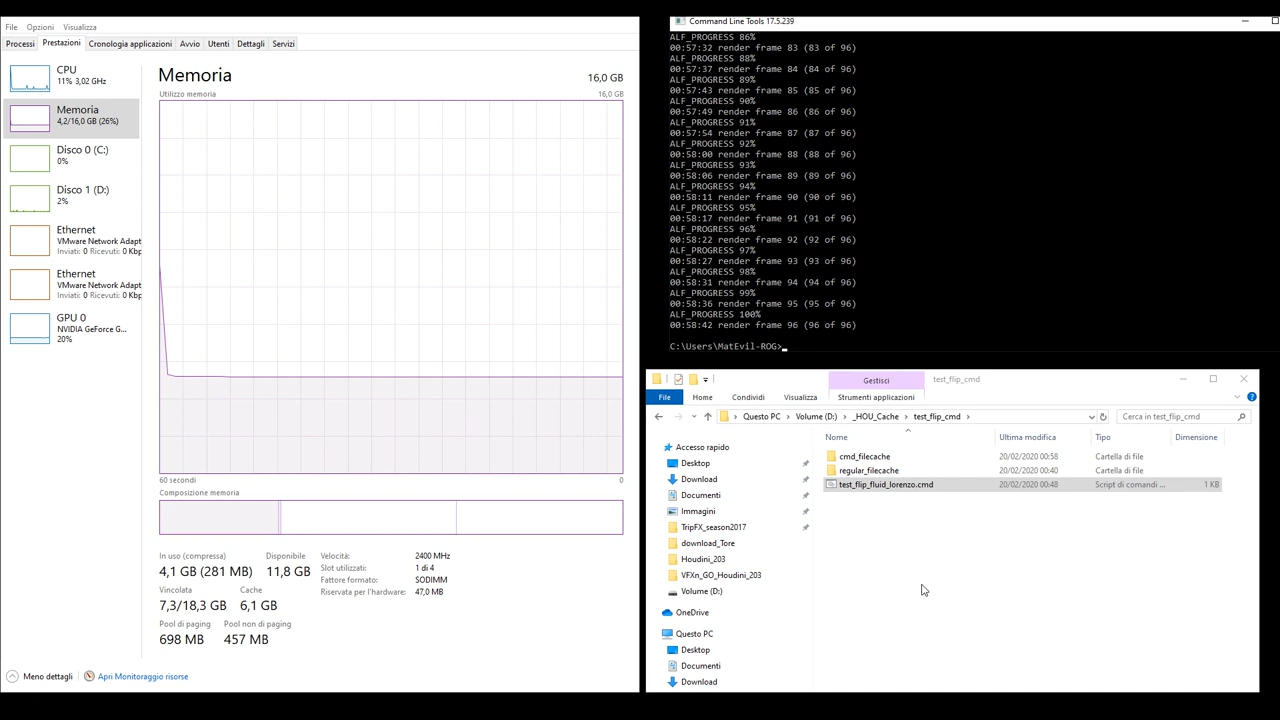 File Opzioni Visualizza
Processi Prestazioni Cronologia applicazioni Avvio Utenti Dettagli Servizi
CPU
11% 3,02 GHz
Memoria
4,2/16,0 GB (26%)
Disco 0 (C:)
0%
Disco 1 (D:)
2%
Ethernet
VMware Network Adapt
Inviati: 0 Ricevuti: 0 Kbp
Ethernet
VMware Network Adapt
Inviati: 0 Ricevuti: 0 Kbp
GPU 0
NVIDIA GeForce G...
20%
Memoria
16,0 GB
Utilizzo memoria
16,0 GB
60 secondi
0
Composizione memoria
In uso (compressa)
4,1 GB (281 MB)
Disponibile
11,8 GB
Vincolata
7,3/18,3 GB
Cache
6,1 GB
Pool di paging
698 MB
Pool non di paging
457 MB
Velocità: 2400 MHz
Slot utilizzati: 1 di 4
Fattore formato: SODIMM
Riservata per l'hardware: 47,0 MB
Meno dettagli
Apri Monitoraggio risorse
Command Line Tools 17.5.239
ALF_PROGRESS 86%
00:57:32 render frame 83 (83 of 96)
ALF_PROGRESS 88%
00:57:37 render frame 84 (84 of 96)
ALF_PROGRESS 89%
00:57:43 render frame 85 (85 of 96)
ALF_PROGRESS 90%
00:57:49 render frame 86 (86 of 96)
ALF_PROGRESS 91%
00:57:54 render frame 87 (87 of 96)
ALF_PROGRESS 92%
00:58:00 render frame 88 (88 of 96)
ALF_PROGRESS 93%
00:58:06 render frame 89 (89 of 96)
ALF_PROGRESS 94%
00:58:11 render frame 90 (90 of 96)
ALF_PROGRESS 95%
00:58:17 render frame 91 (91 of 96)
ALF_PROGRESS 96%
00:58:22 render frame 92 (92 of 96)
ALF_PROGRESS 97%
00:58:27 render frame 93 (93 of 96)
ALF_PROGRESS 98%
00:58:31 render frame 94 (94 of 96)
ALF_PROGRESS 99%
00:58:36 render frame 95 (95 of 96)
ALF_PROGRESS 100%
00:58:42 render frame 96 (96 of 96)
C:\Users\MatEvil-ROG>
Gestisci test_flip_cmd
File Home Condividi Visualizza Strumenti applicazioni
Questo PC Volume (D:) _HOU_Cache test_flip_cmd
Cerca in test_flip_cmd
Accesso rapido
Desktop
Download
Documenti
Immagini
TripFX_season2017
download_Tore
Houdini_203
VFXn_GO_Houdini_203
Volume (D:)
OneDrive
Questo PC
Desktop
Documenti
Download
Nome Ultima modifica Tipo Dimensione
cmd_filecache 20/02/2020 00:58 Cartella di file
regular_filecache 20/02/2020 00:40 Cartella di file
test_flip_fluid_lorenzo.cmd 20/02/2020 00:48 Script di comandi ... 1 KB